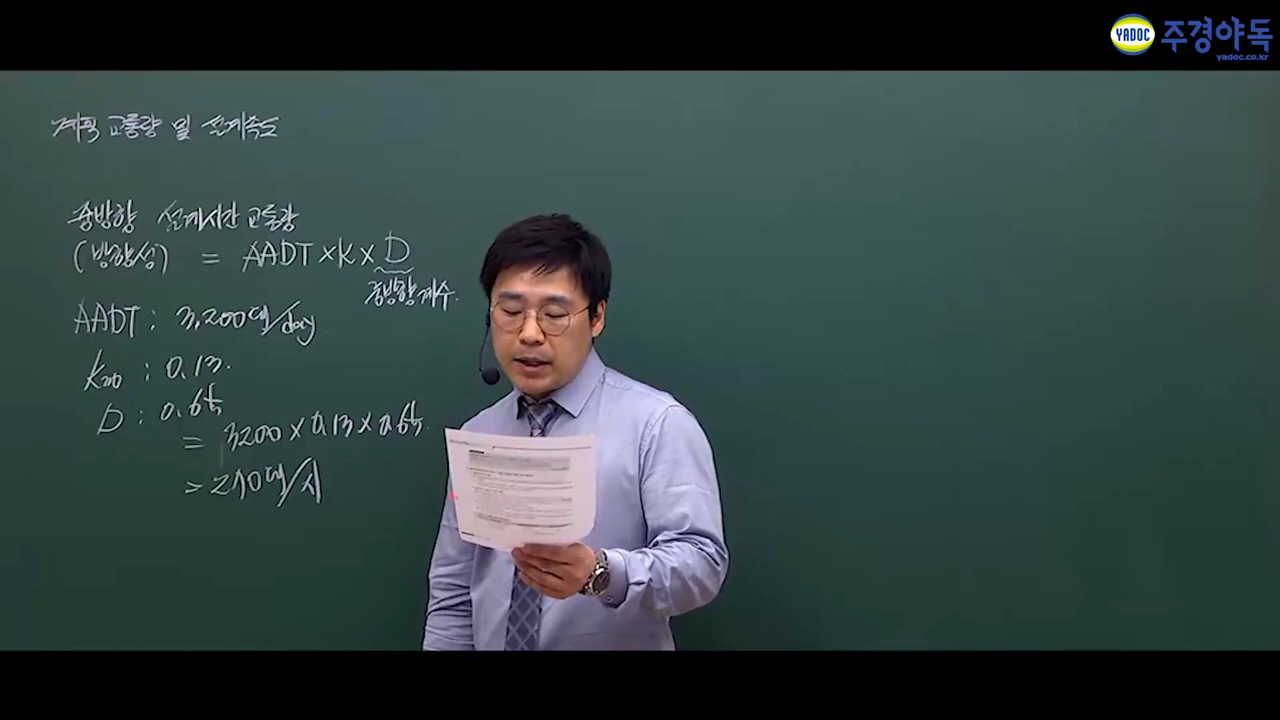 YADOC 주경야독
yadoc.co.kr
계획 교통량 및 설계속도
중방향 설계시간 교통량
(방향성) = AADT × K × D
중방향계수.
AADT : 3,200대/day
K30 : 0.13.
D : 0.65
= 3200 × 0.13 × 0.65
= 270대/시